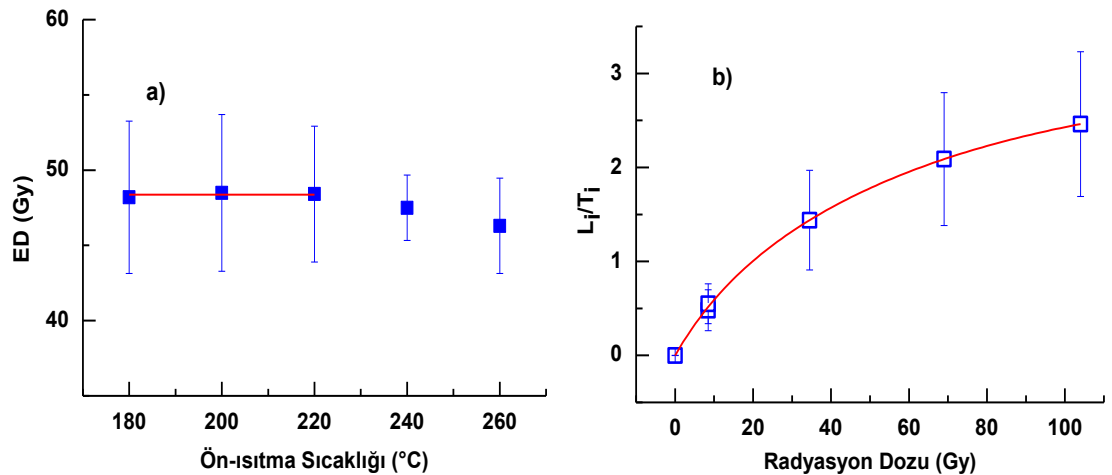 60
50
40
ED (Gy)
a)
180 200 220 240 260
Ön-ısıtma Sıcaklığı (°C)
3
2
1
0
Li/Ti
b)
0 20 40 60 80 100
Radyasyon Dozu (Gy)